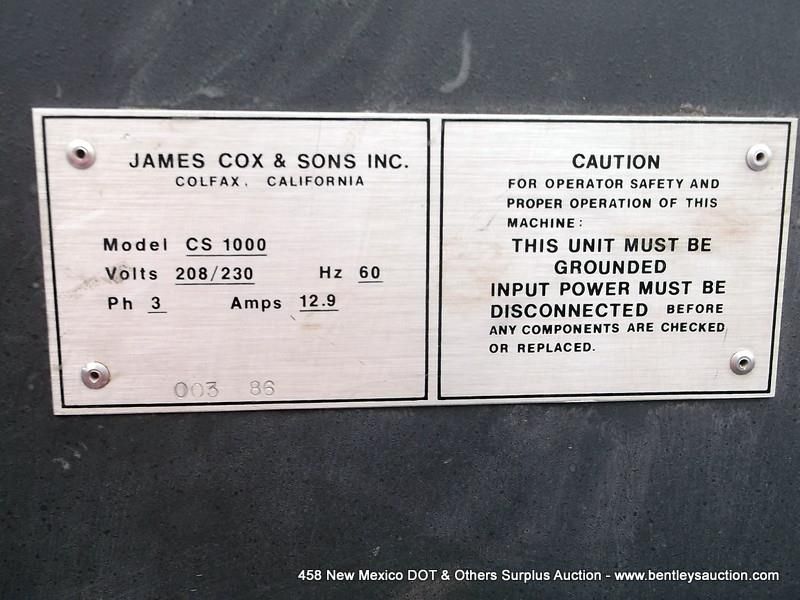 JAMES COX & SONS INC.
COLFAX, CALIFORNIA
Model CS 1000
Volts 208/230 Hz 60
Ph 3 Amps 12.9
003 86
CAUTION
FOR OPERATOR SAFETY AND
PROPER OPERATION OF THIS
MACHINE:
THIS UNIT MUST BE
GROUNDED
INPUT POWER MUST BE
DISCONNECTED BEFORE
ANY COMPONENTS ARE CHECKED
OR REPLACED.
458 New Mexico DOT & Others Surplus Auction - www.bentleysauction.com